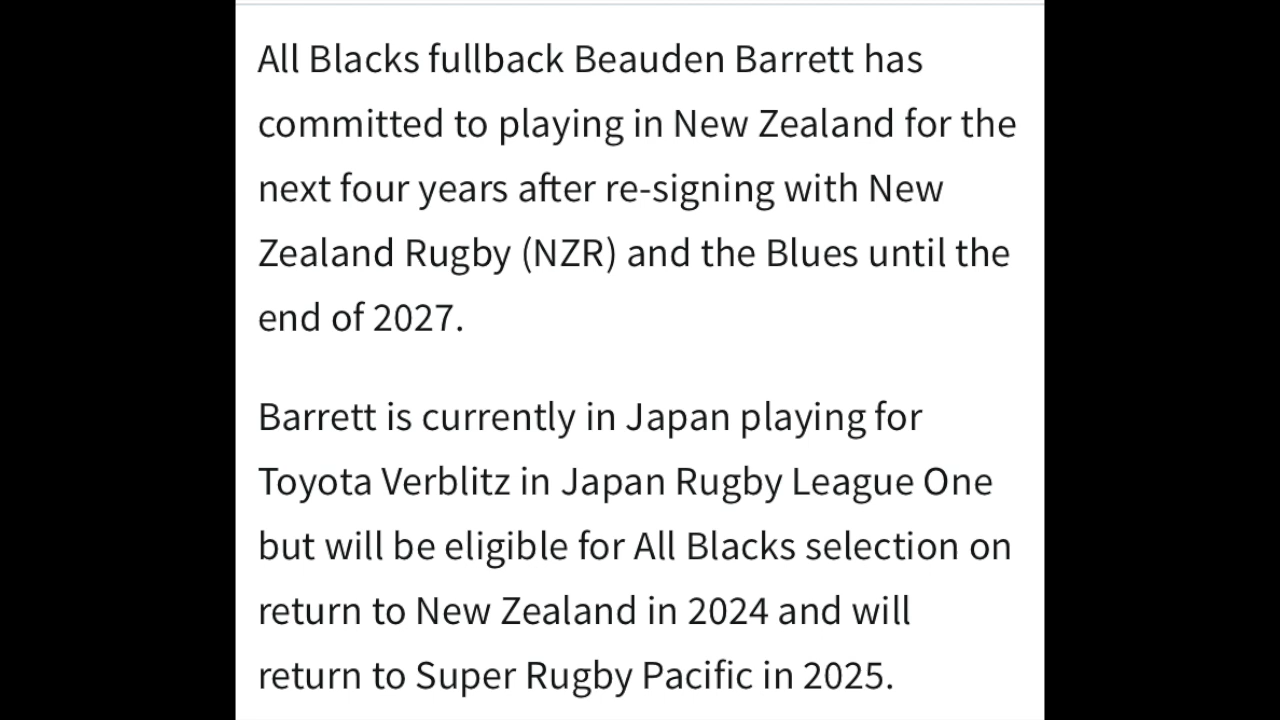 All Blacks fullback Beauden Barrett has
committed to playing in New Zealand for the
next four years after re-signing with New
Zealand Rugby (NZR) and the Blues until the
end of 2027.
Barrett is currently in Japan playing for
Toyota Verblitz in Japan Rugby League One
but will be eligible for All Blacks selection on
return to New Zealand in 2024 and will
return to Super Rugby Pacific in 2025.